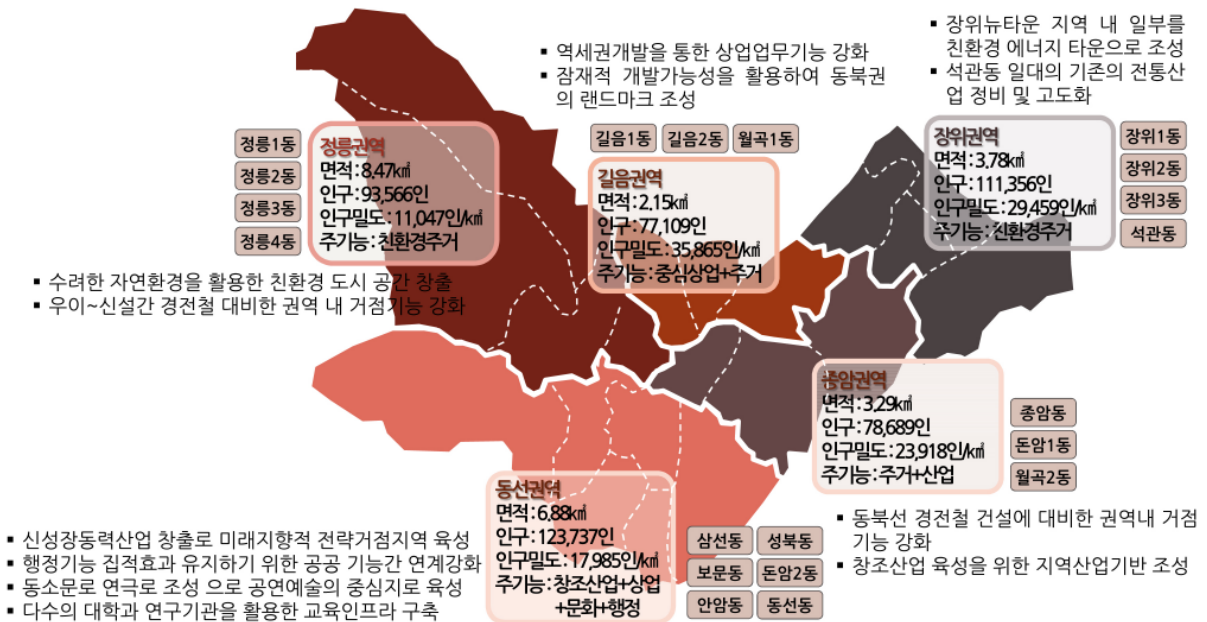 ▪ 역세권개발을 통한 상업업무기능 강화
▪ 잠재적 개발가능성을 활용하여 동북권
의 랜드마크 조성
▪ 장위뉴타운 지역 내 일부를
친환경 에너지 타운으로 조성
▪ 석관동 일대의 기존의 전통산
업 정비 및 고도화
정릉1동
정릉2동
정릉3동
정릉4동
정릉권역
면적:8.47㎢
인구:93,566인
인구밀도:11,047인/㎢
주기능:친환경주거
▪ 수려한 자연환경을 활용한 친환경 도시 공간 창출
▪ 우이~신설간 경전철 대비한 권역 내 거점기능 강화
길음1동 길음2동 월곡1동
길음권역
면적:2.15㎢
인구:77,109인
인구밀도:35,865인/㎢
주기능:중심상업+주거
장위권역
면적:3.78㎢
인구:111,356인
인구밀도:29,459인/㎢
주기능:친환경주거
장위1동
장위2동
장위3동
석관동
종암권역
면적:3.29㎢
인구:78,689인
인구밀도:23,918인/㎢
주기능:주거+산업
종암동
돈암1동
월곡2동
▪ 동북선 경전철 건설에 대비한 권역내 거점
기능 강화
▪ 창조산업 육성을 위한 지역산업기반 조성
동선권역
면적:6.88㎢
인구:123,737인
인구밀도:17,985인/㎢
주기능:창조산업+상업
+문화+행정
삼선동 성북동
보문동 돈암2동
안암동 동선동
▪ 신성장동력산업 창출로 미래지향적 전략거점지역 육성
▪ 행정기능 집적효과 유지하기 위한 공공 기능간 연계강화
▪ 동소문로 연극로 조성 으로 공연예술의 중심지로 육성
▪ 다수의 대학과 연구기관을 활용한 교육인프라 구축